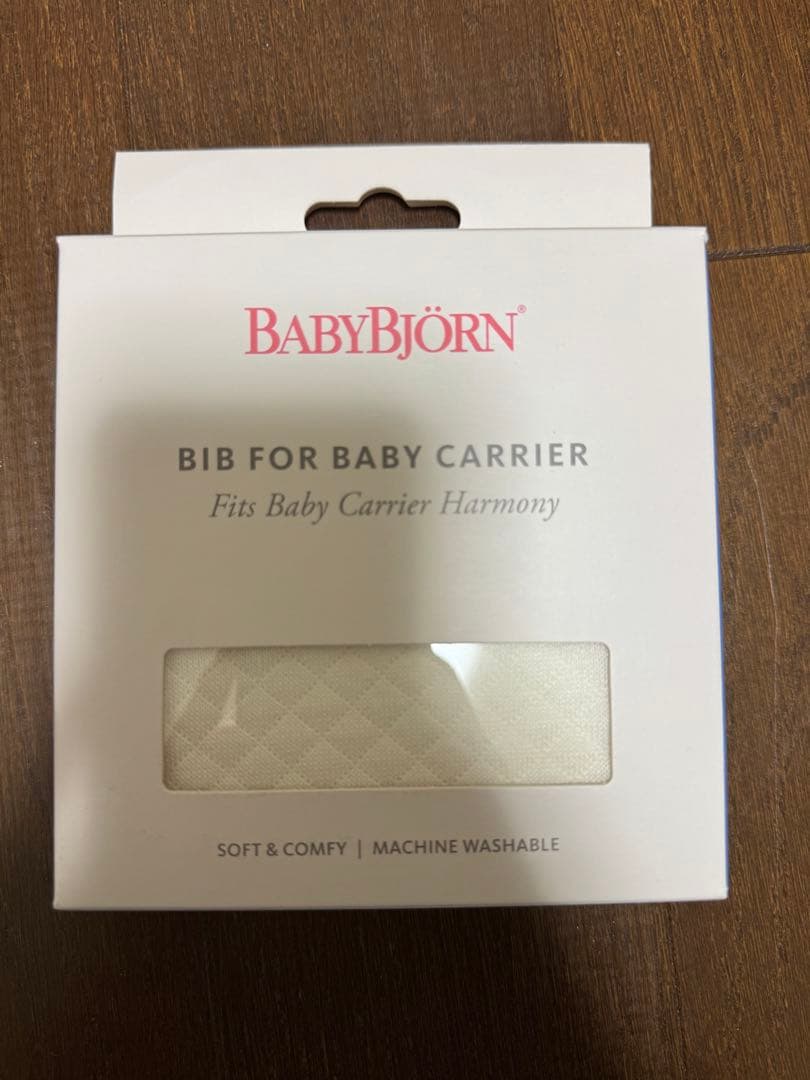 BABYBJÖRN®
BIB FOR BABY CARRIER
Fits Baby Carrier Harmony
SOFT & COMFY | MACHINE WASHABLE